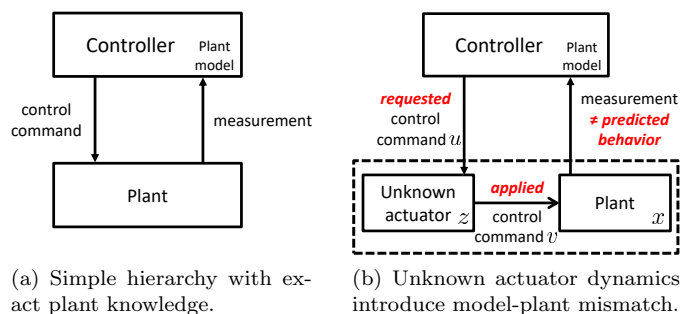 Controller
Plant
model
control
command
measurement
Plant
(a) Simple hierarchy with ex-
act plant knowledge.
Controller
Plant
model
requested
control
command u
measurement
≠ predicted
behavior
Unknown
actuator z
applied
control
command v
Plant
x
(b) Unknown actuator dynamics
introduce model-plant mismatch.